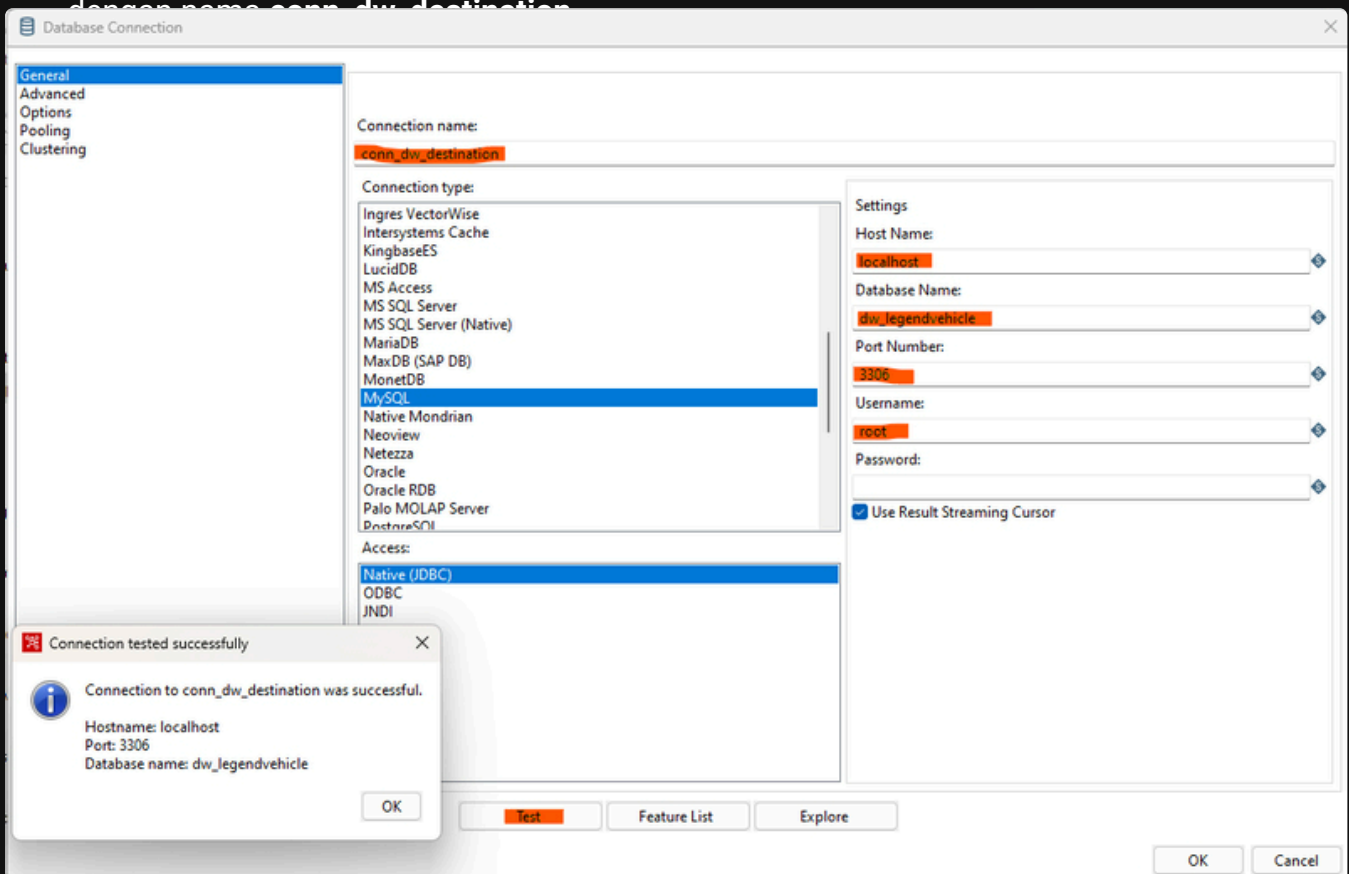 dengan nama conn_dw_destination
Database Connection
General
Advanced
Options
Pooling
Clustering
Connection name:
conn_dw_destination
Connection type:
Ingres VectorWise
Intersystems Cache
KingbaseES
LucidDB
MS Access
MS SQL Server
MS SQL Server (Native)
MariaDB
MaxDB (SAP DB)
MonetDB
MySQL
Native Mondrian
Neoview
Netezza
Oracle
Oracle RDB
Palo MOLAP Server
PostgreSQL
Access:
Native (JDBC)
ODBC
JNDI
Settings
Host Name:
localhost
Database Name:
dw_legendvehicle
Port Number:
3306
Username:
root
Password:
Use Result Streaming Cursor
Connection tested successfully
Connection to conn_dw_destination was successful.
Hostname: localhost
Port: 3306
Database name: dw_legendvehicle
OK
Test
Feature List
Explore
OK
Cancel